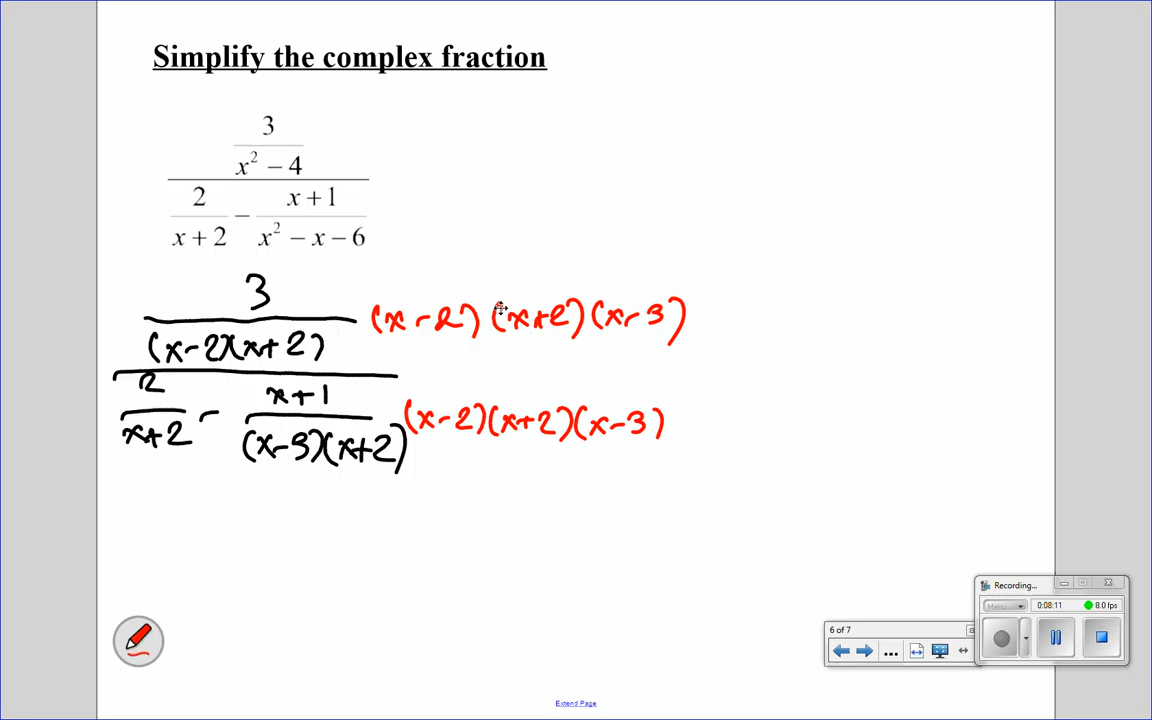 Simplify the complex fraction
3
x² − 4
2 − x + 1
x + 2 x² − x − 6
3
(x-2)(x+2) (x-2)(x+2)(x-3)
2 - x+1
x+2 (x-3)(x+2) (x-2)(x+2)(x-3)
Recording...
Menu 0:08:11 8.0 fps
6 of 7
...
Extend Page